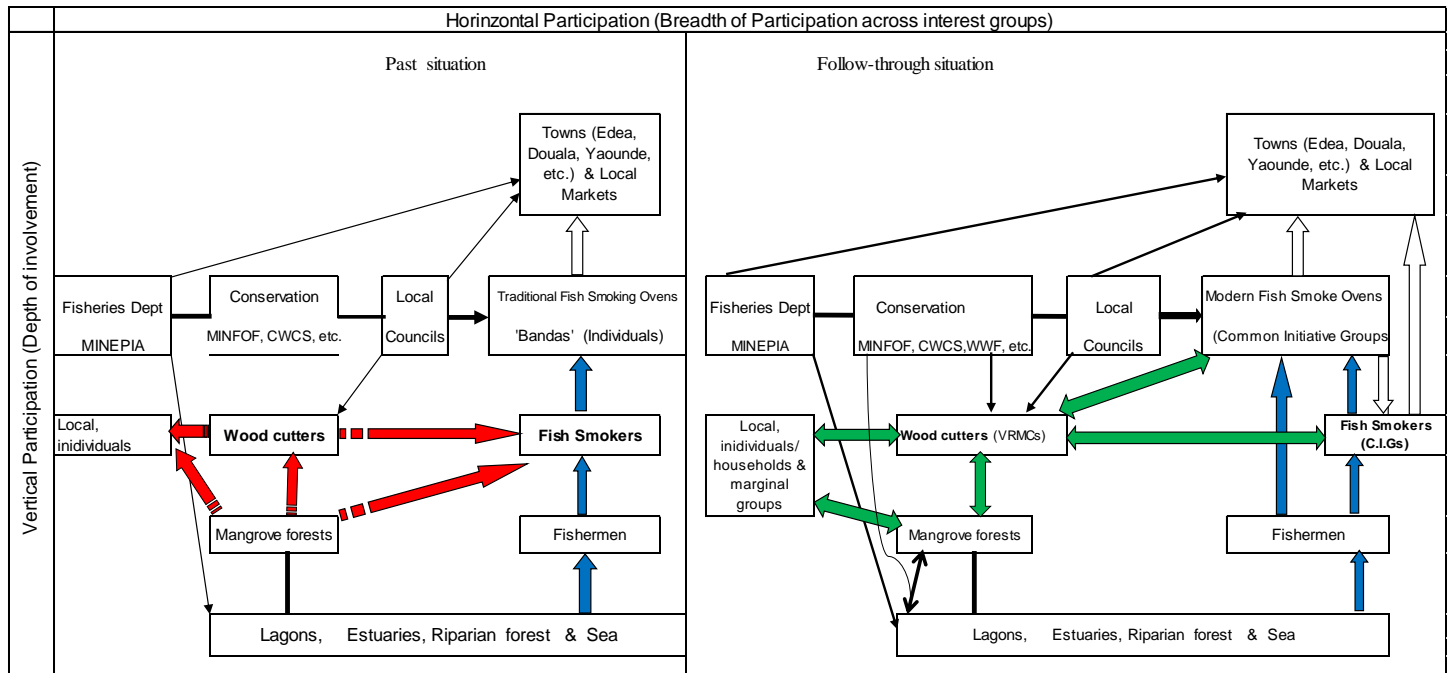 Horinzontal Participation (Breadth of Participation across interest groups)
Vertical Participation (Depth of involvement)
Past situation
Towns (Edea,
Douala, Yaounde,
etc.) & Local
Markets
Fisheries Dept
MINEPIA
Conservation
MINFOF, CWCS, etc.
Local
Councils
Traditional Fish Smoking Ovens
'Bandas' (Individuals)
Local,
inidividuals
Wood cutters
Fish Smokers
Mangrove forests
Fishermen
Lagons, Estuaries, Riparian forest & Sea
Follow-through situation
Towns (Edea, Douala,
Yaounde, etc.) & Local
Markets
Fisheries Dept
MINEPIA
Conservation
MINFOF, CWCS,WWF, etc.
Local
Councils
Modern Fish Smoke Ovens
(Common Initiative Groups
Local,
inidividuals/
households &
marginal
groups
Wood cutters (VRMCs)
Fish Smokers
(C.I.Gs)
Mangrove forests
Fishermen
Lagons, Estuaries, Riparian forest & Sea